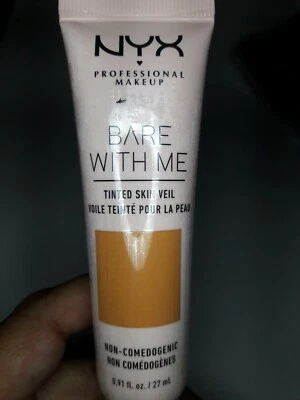 NYX
PROFESSIONAL
MAKEUP
BARE
WITH ME
TINTED SKIN VEIL
VOILE TEINTÉ POUR LA PEAU
NON-COMEDOGENIC
NON COMÉDOGÈNES
0.91 fl. oz. / 27 mL